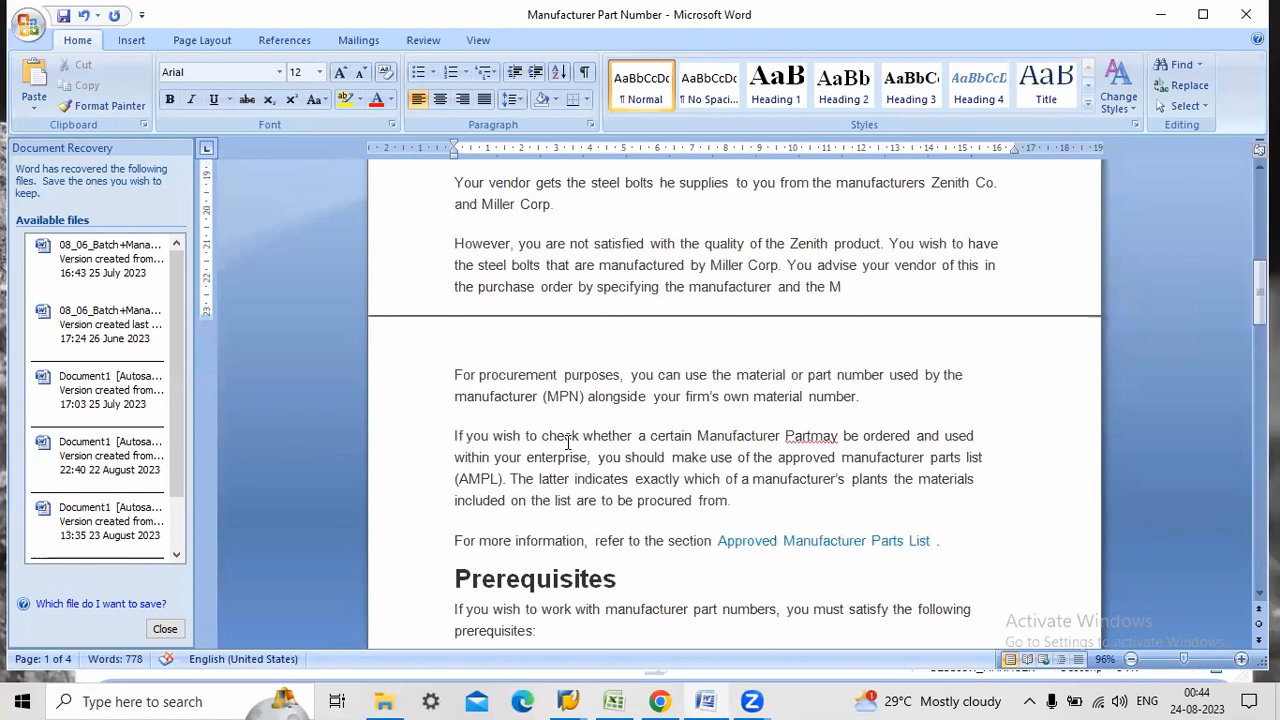 Manufacturer Part Number - Microsoft Word
Home Insert Page Layout References Mailings Review View
Paste
Cut
Copy
Format Painter
Clipboard
Arial 12
Font
Paragraph
AaBbCcDc AaBbCcDc AaB AaBb AaBbC AaBbCcD AaB
¶ Normal ¶ No Spaci... Heading 1 Heading 2 Heading 3 Heading 4 Title
Change Styles
Styles
Find
Replace
Select
Editing
Document Recovery
Word has recovered the following
files. Save the ones you wish to
keep.
Available files
08_06_Batch+Mana...
Version created from...
16:43 25 July 2023
08_06_Batch+Mana...
Version created last ...
17:24 26 June 2023
Document1 [Autosa...
Version created from...
17:03 25 July 2023
Document1 [Autosa...
Version created from...
22:40 22 August 2023
Document1 [Autosa...
Version created from...
13:35 23 August 2023
Which file do I want to save?
Close
Your vendor gets the steel bolts he supplies to you from the manufacturers Zenith Co.
and Miller Corp.
However, you are not satisfied with the quality of the Zenith product. You wish to have
the steel bolts that are manufactured by Miller Corp. You advise your vendor of this in
the purchase order by specifying the manufacturer and the M
For procurement purposes, you can use the material or part number used by the
manufacturer (MPN) alongside your firm's own material number.
If you wish to check whether a certain Manufacturer Partmay be ordered and used
within your enterprise, you should make use of the approved manufacturer parts list
(AMPL). The latter indicates exactly which of a manufacturer's plants the materials
included on the list are to be procured from.
For more information, refer to the section Approved Manufacturer Parts List .
Prerequisites
If you wish to work with manufacturer part numbers, you must satisfy the following
prerequisites:
Activate Windows
Go to Settings to activate Windows.
Page: 1 of 4 Words: 778 English (United States) 96%
Type here to search
29°C Mostly cloudy ENG 00:44
24-08-2023